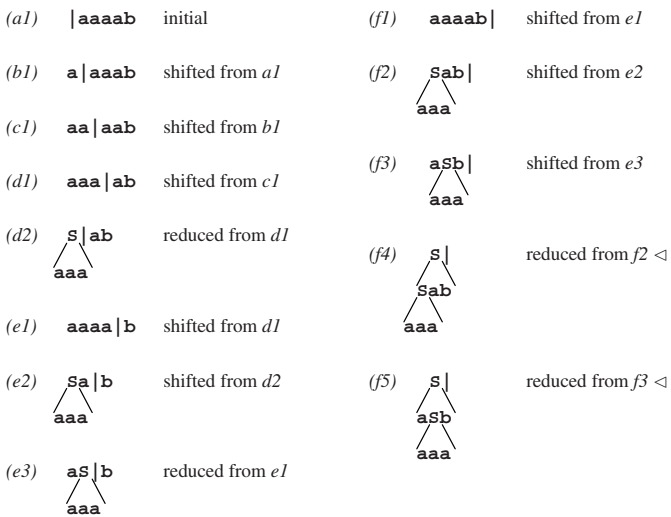 (a1) |aaaab initial
(b1) a|aaab shifted from a1
(c1) aa|aab shifted from b1
(d1) aaa|ab shifted from c1
(d2) S|ab reduced from d1
aaa
(e1) aaaa|b shifted from d1
(e2) Sa|b shifted from d2
aaa
(e3) aS|b reduced from e1
aaa
(f1) aaaab| shifted from e1
(f2) Sab| shifted from e2
aaa
(f3) aSb| shifted from e3
aaa
(f4) S| reduced from f2 ◁
Sab
aaa
(f5) S| reduced from f3 ◁
aSb
aaa